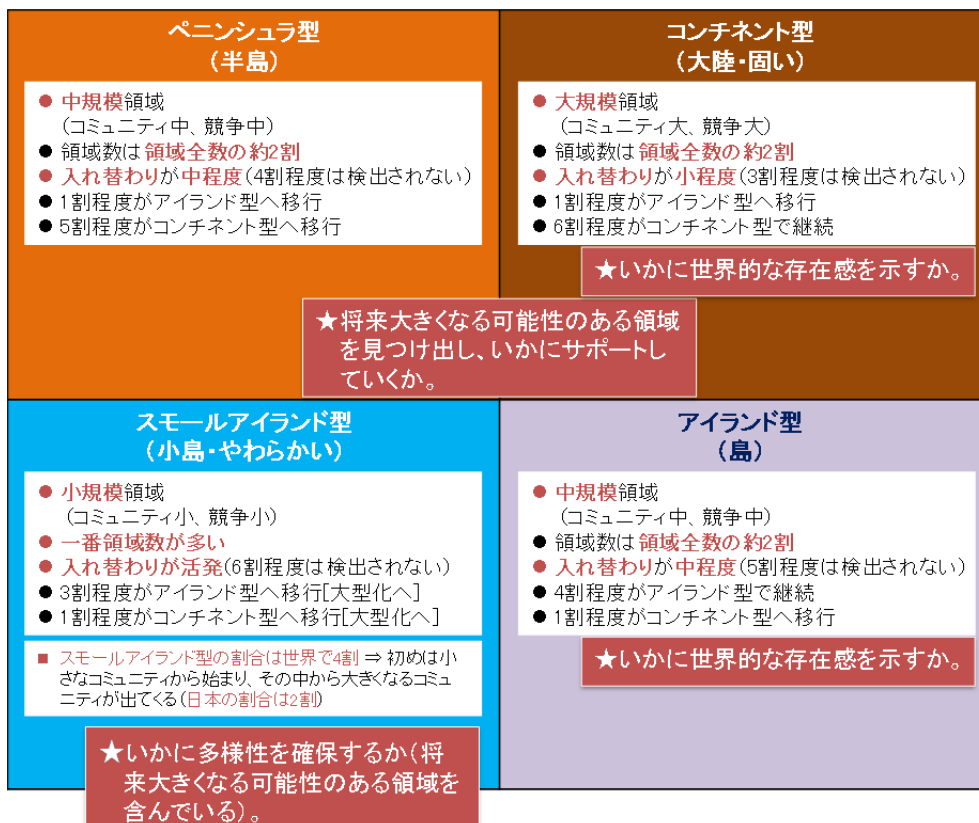 ペニンシュラ型
(半島)
● 中規模領域
(コミュニティ中、競争中)
● 領域数は領域全数の約2割
● 入れ替わりが中程度(4割程度は検出されない)
● 1割程度がアイランド型へ移行
● 5割程度がコンチネント型へ移行
コンチネント型
(大陸・固い)
● 大規模領域
(コミュニティ大、競争大)
● 領域数は領域全数の約2割
● 入れ替わりが小程度(3割程度は検出されない)
● 1割程度がアイランド型へ移行
● 6割程度がコンチネント型で継続
★いかに世界的な存在感を示すか。
★将来大きくなる可能性のある領域
を見つけ出し、いかにサポートし
ていくか。
スモールアイランド型
(小島・やわらかい)
● 小規模領域
(コミュニティ小、競争小)
● 一番領域数が多い
● 入れ替わりが活発(6割程度は検出されない)
● 3割程度がアイランド型へ移行[大型化へ]
● 1割程度がコンチネント型へ移行[大型化へ]
■ スモールアイランド型の割合は世界で4割 ⇒ 初めは小
さなコミュニティから始まり、その中から大きくなるコミュ
ニティが出てくる(日本の割合は2割)
★いかに多様性を確保するか(将
来大きくなる可能性のある領域を
含んでいる)。
アイランド型
(島)
● 中規模領域
(コミュニティ中、競争中)
● 領域数は領域全数の約2割
● 入れ替わりが中程度(5割程度は検出されない)
● 4割程度がアイランド型で継続
● 1割程度がコンチネント型へ移行
★いかに世界的な存在感を示すか。